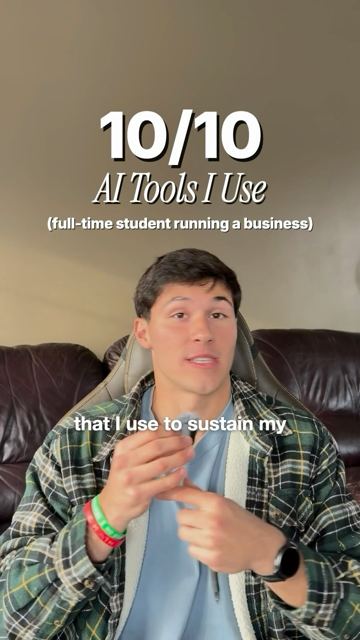 10/10
AI Tools I Use
(full-time student running a business)
that I use to sustain my